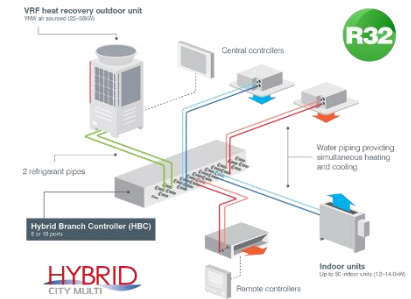 VRF heat recovery outdoor unit
YMW air sourced (22–56kW)
Central controllers
R32
2 refrigerant pipes
Water piping providing
simultaneous heating
and cooling
Hybrid Branch Controller (HBC)
8 or 16 ports
HYBRID
CITY MULTI
Remote controllers
Indoor units
Up to 50 indoor units (1.2–14.0kW)